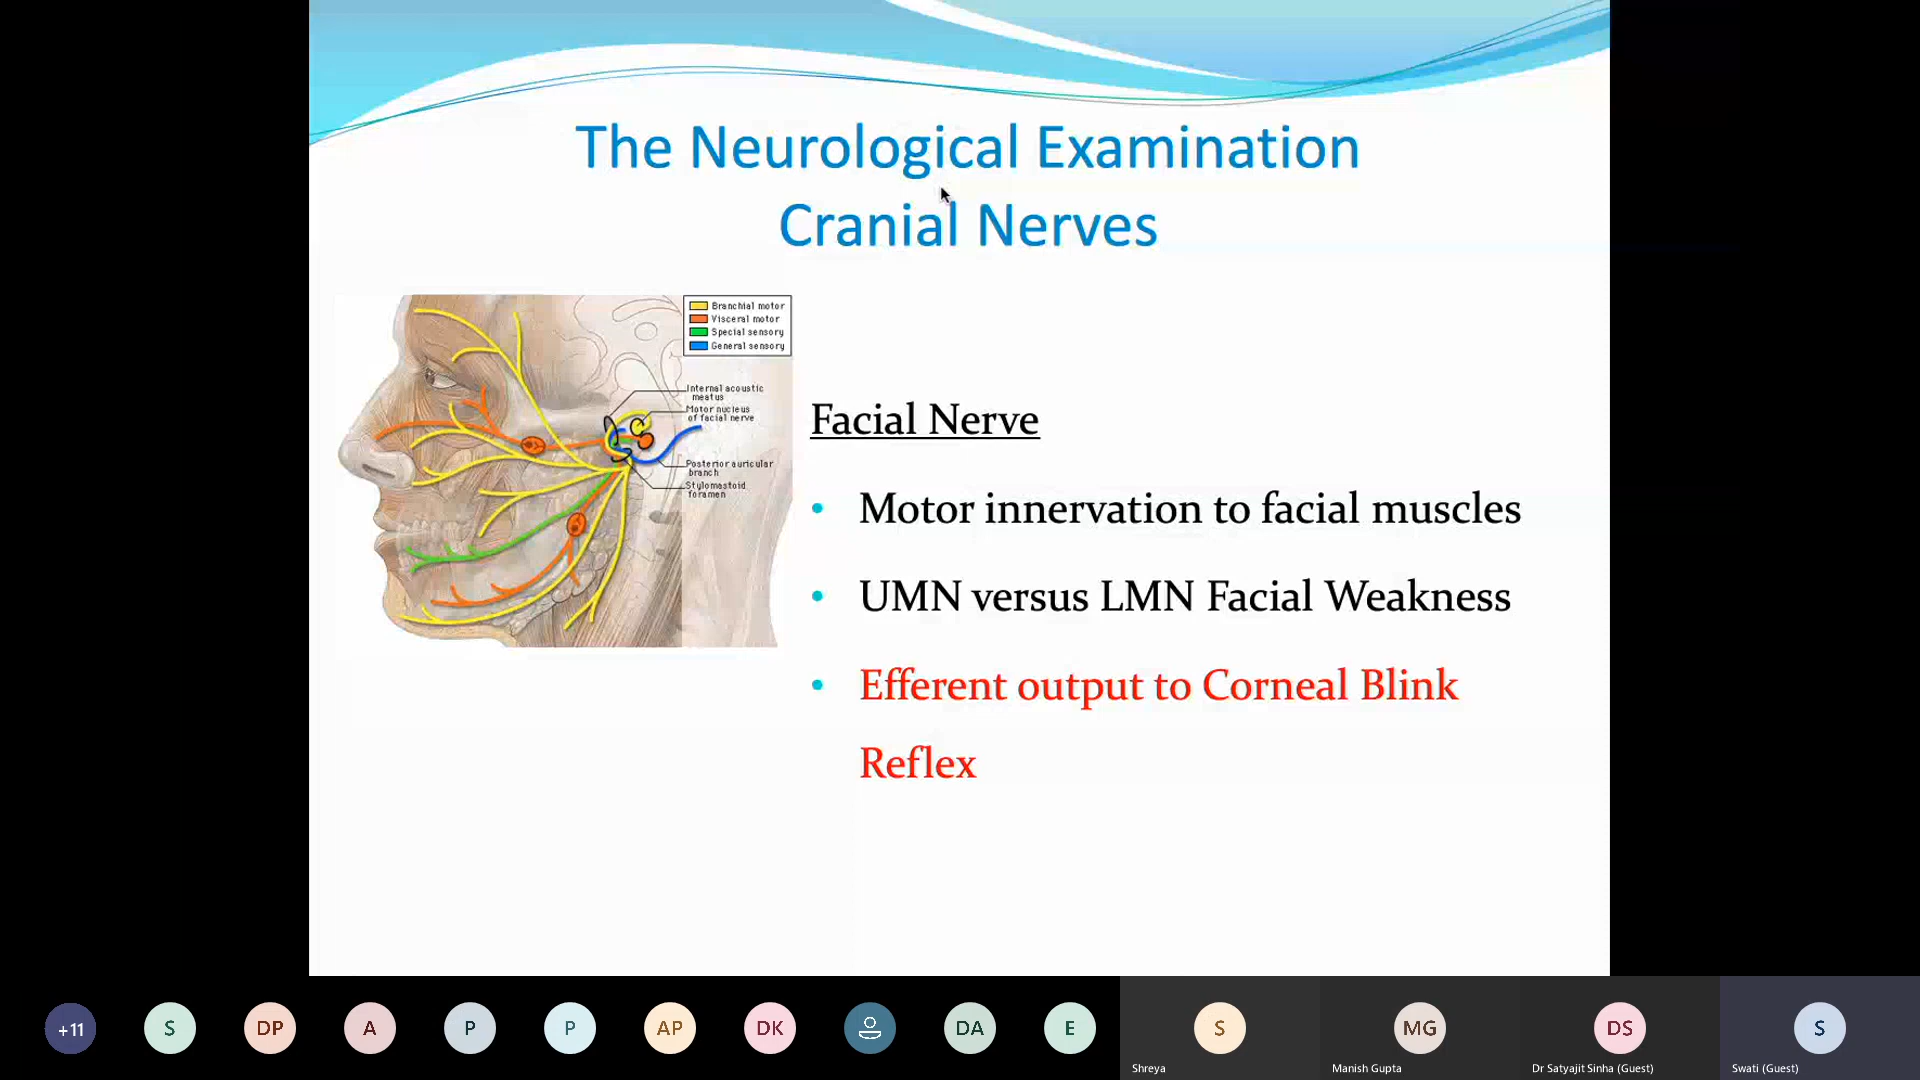 The Neurological Examination
Cranial Nerves
Branchial motor
Visceral motor
Special sensory
General sensory
Internal acoustic
meatus
Motor nucleus
of facial nerve
Posterior auricular
branch
Stylomastoid
foramen
Facial Nerve
• Motor innervation to facial muscles
• UMN versus LMN Facial Weakness
• Efferent output to Corneal Blink
Reflex
+11
S
DP
A
P
P
AP
DK
DA
E
S
MG
DS
S
Shreya
Manish Gupta
Dr Satyajit Sinha (Guest)
Swati (Guest)